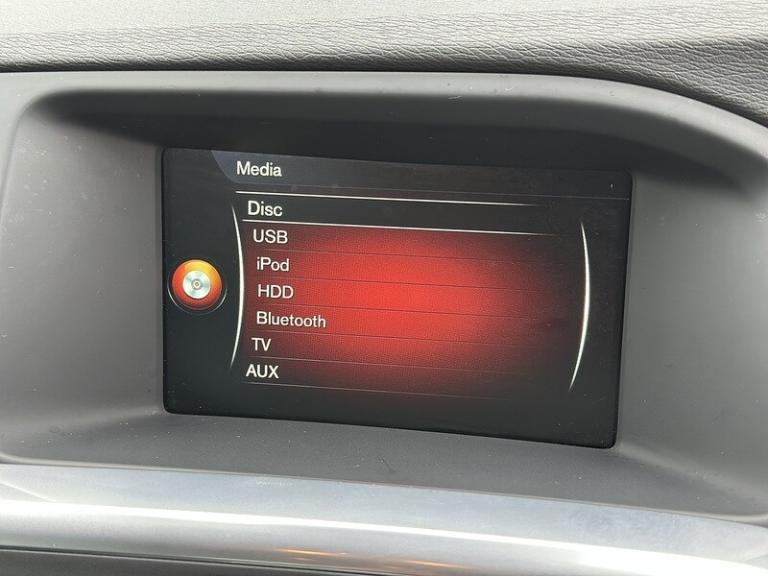 Media
Disc
USB
iPod
HDD
Bluetooth
TV
AUX